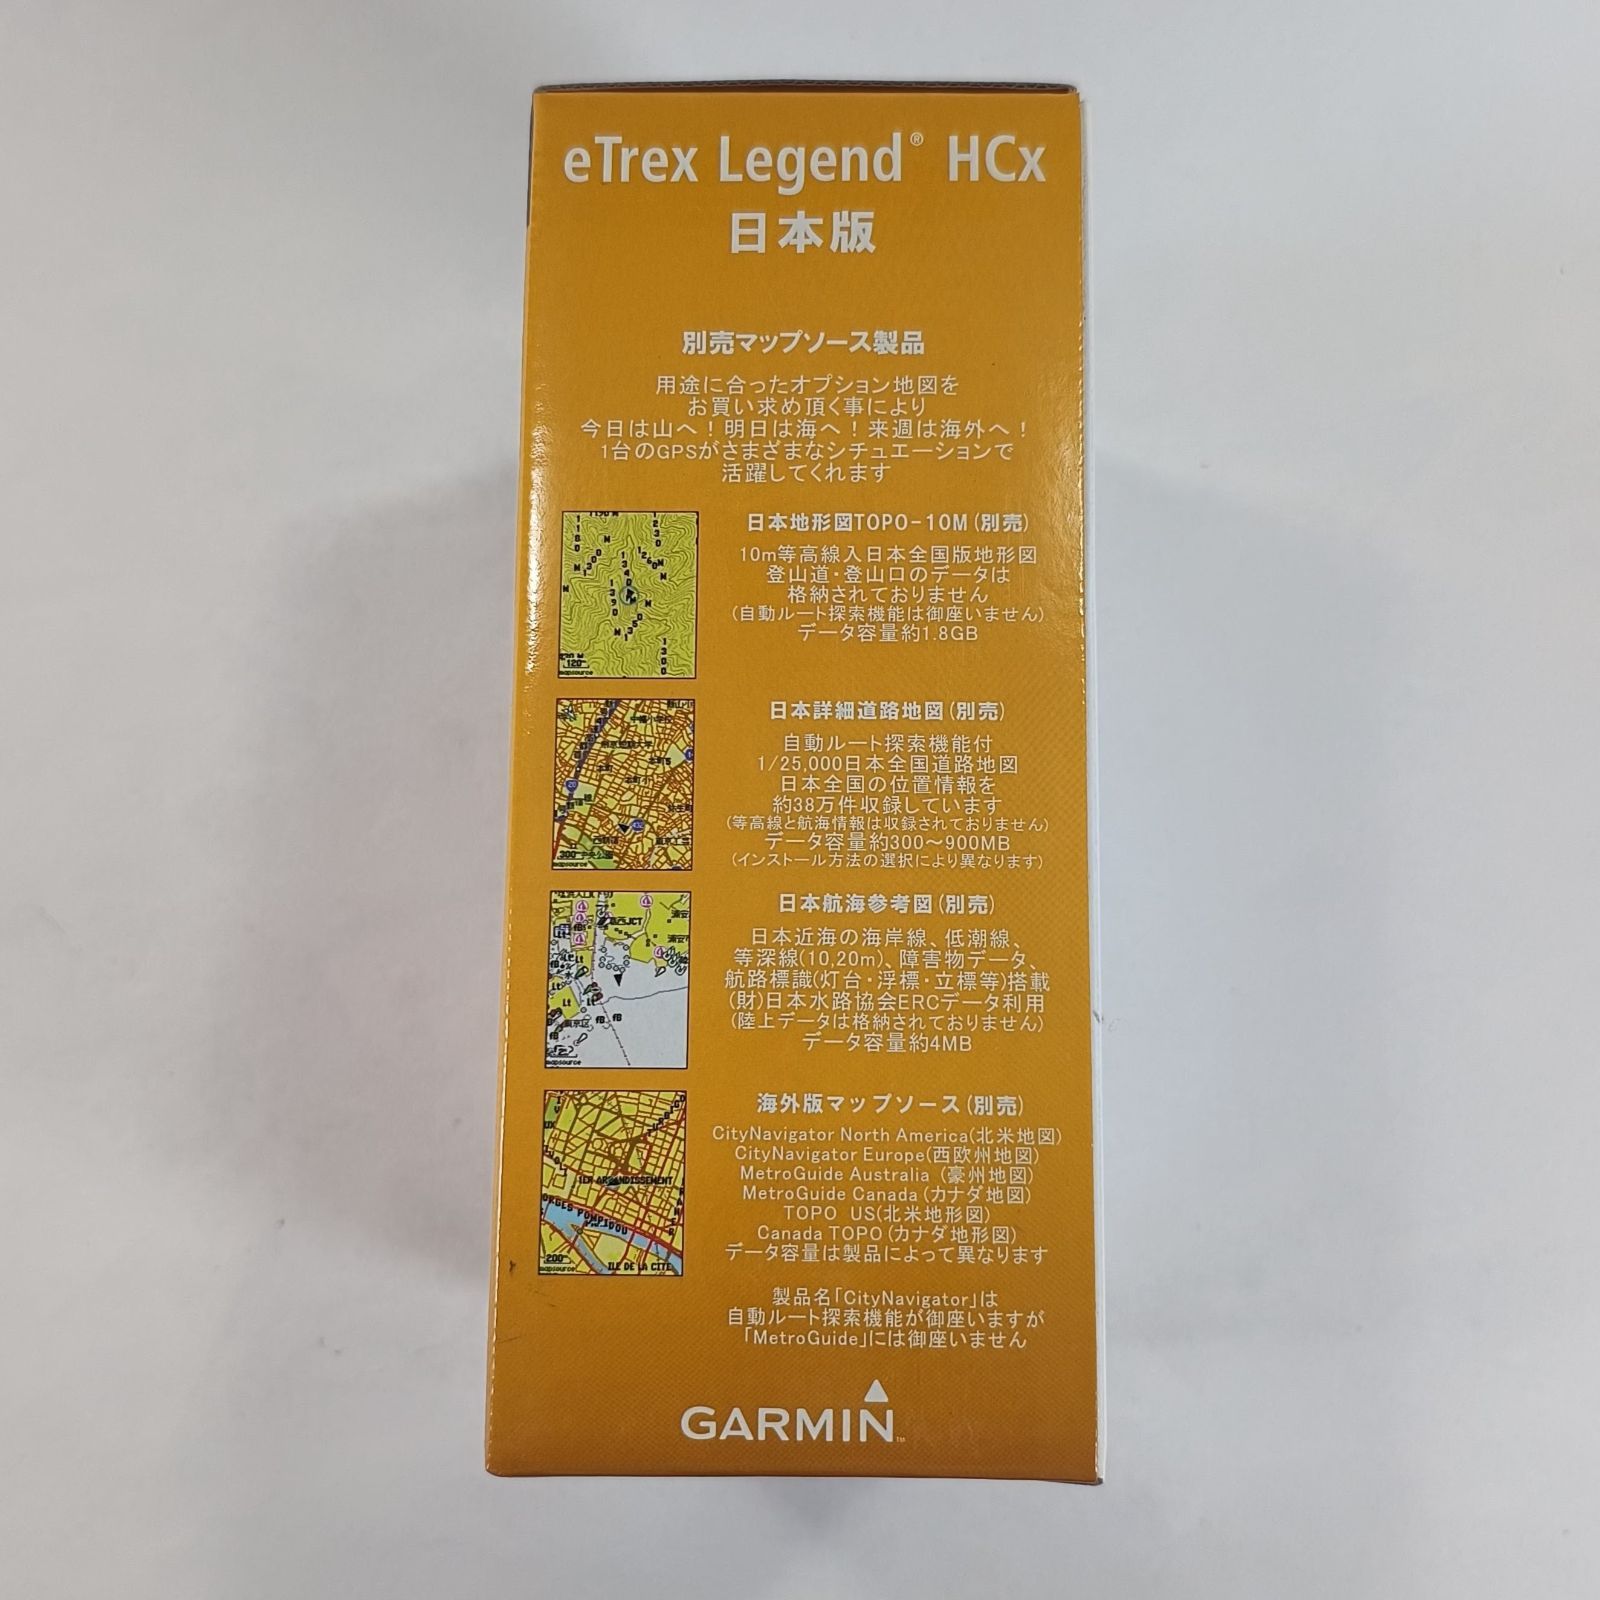 eTrex Legend® HCx
日本版
別売マップソース製品
用途に合ったオプション地図を
お買い求め頂く事により
今日は山へ！明日は海へ！来週は海外へ！
1台のGPSがさまざまなシチュエーションで
活躍してくれます
日本地形図TOPO-10M(別売)
10m等高線入日本全国版地形図
登山道・登山口のデータは
格納されておりません
(自動ルート探索機能は御座いません)
データ容量約1.8GB
120m
mapsource
日本詳細道路地図(別売)
自動ルート探索機能付
1/25,000日本全国道路地図
日本全国の位置情報を
約38万件収録しています
(等高線と航海情報は収録されておりません)
データ容量約300～900MB
(インストール方法の選択により異なります)
300m
mapsource
日本航海参考図(別売)
日本近海の海岸線、低潮線、
等深線(10,20m)、障害物データ、
航路標識(灯台・浮標・立標等)搭載
(財)日本水路協会ERCデータ利用
(陸上データは格納されておりません)
データ容量約4MB
葛西JCT
mapsource
海外版マップソース(別売)
CityNavigator North America(北米地図)
CityNavigator Europe(西欧州地図)
MetroGuide Australia (豪州地図)
MetroGuide Canada(カナダ地図)
TOPO US(北米地形図)
Canada TOPO(カナダ地形図)
データ容量は製品によって異なります
1ER ARRONDISSEMENT
ORGES POMPIDOU
ILE DE LA CITE
200m
mapsource
製品名「CityNavigator」は
自動ルート探索機能が御座いますが
「MetroGuide」には御座いません
GARMIN™